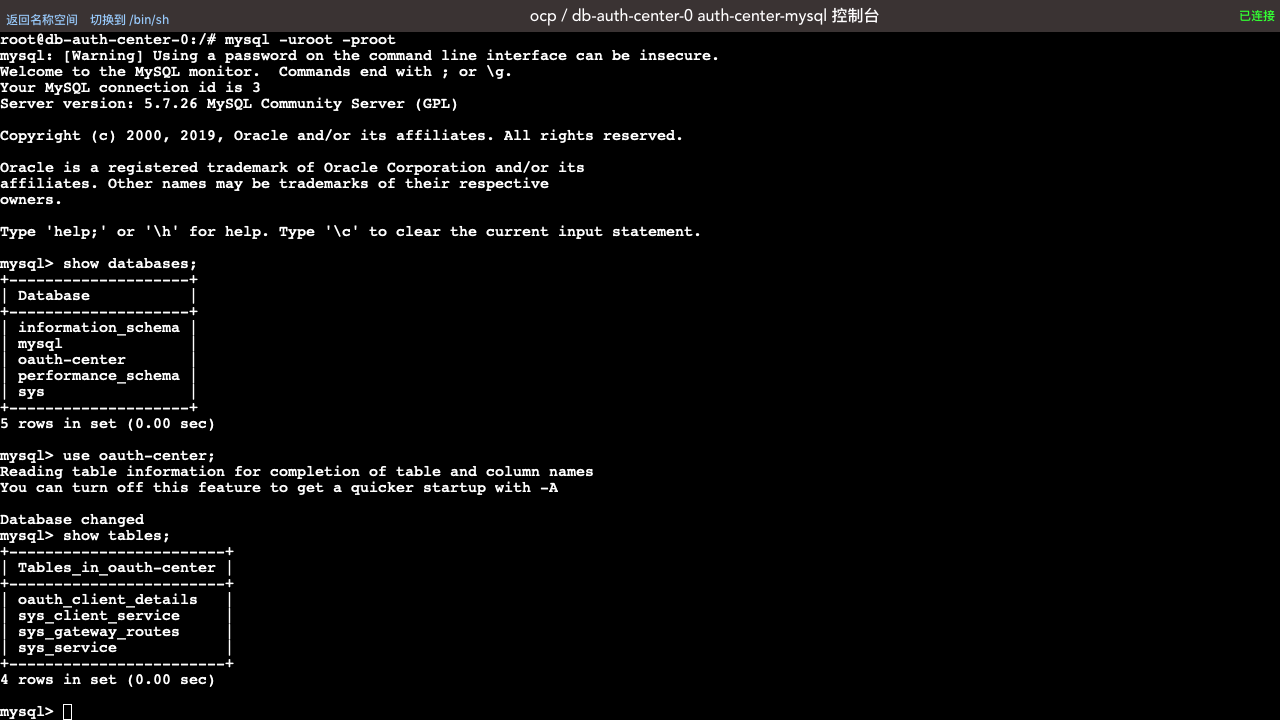 返回名称空间 切换到 /bin/sh ocp / db-auth-center-0 auth-center-mysql 控制台 已连接
root@db-auth-center-0:/# mysql -uroot -proot
mysql: [Warning] Using a password on the command line interface can be insecure.
Welcome to the MySQL monitor.  Commands end with ; or \g.
Your MySQL connection id is 3
Server version: 5.7.26 MySQL Community Server (GPL)

Copyright (c) 2000, 2019, Oracle and/or its affiliates. All rights reserved.

Oracle is a registered trademark of Oracle Corporation and/or its
affiliates. Other names may be trademarks of their respective
owners.

Type 'help;' or '\h' for help. Type '\c' to clear the current input statement.

mysql> show databases;
+--------------------+
| Database           |
+--------------------+
| information_schema |
| mysql              |
| oauth-center       |
| performance_schema |
| sys                |
+--------------------+
5 rows in set (0.00 sec)

mysql> use oauth-center;
Reading table information for completion of table and column names
You can turn off this feature to get a quicker startup with -A

Database changed
mysql> show tables;
+------------------------+
| Tables_in_oauth-center |
+------------------------+
| oauth_client_details   |
| sys_client_service     |
| sys_gateway_routes     |
| sys_service            |
+------------------------+
4 rows in set (0.00 sec)

mysql>